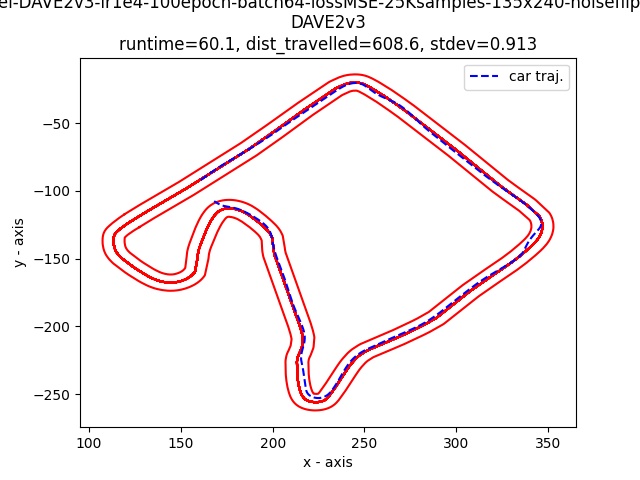 el-DAVE2v3-lr1e4-100epoch-batch64-lossMSE-25Ksamples-135x240-noiseflip
DAVE2v3
runtime=60.1, dist_travelled=608.6, stdev=0.913
car traj.
y - axis
−50
−100
−150
−200
−250
100 150 200 250 300 350
x - axis